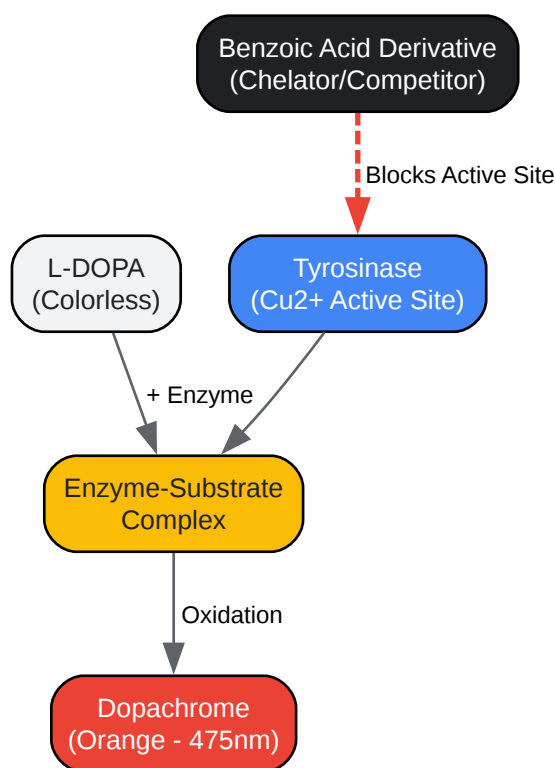 Benzoic Acid Derivative
(Chelator/Competitor)
Blocks Active Site
L-DOPA
(Colorless)
Tyrosinase
(Cu2+ Active Site)
+ Enzyme
Enzyme-Substrate
Complex
Oxidation
Dopachrome
(Orange - 475nm)